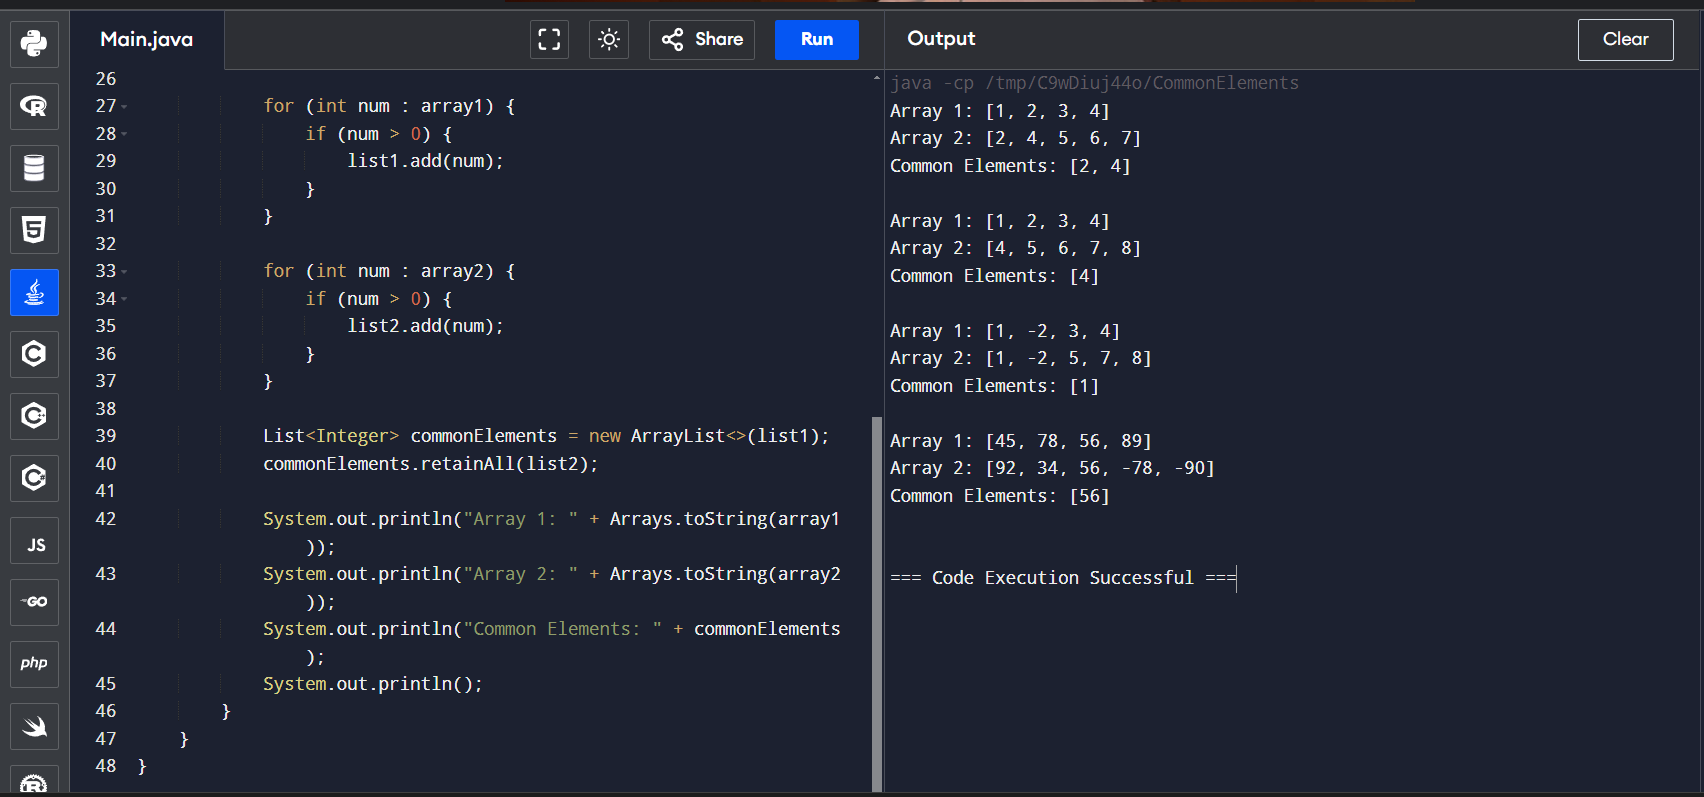 Main.java
Share
Run
Output
Clear
26
27 for (int num : array1) {
28 if (num > 0) {
29 list1.add(num);
30 }
31 }
32
33 for (int num : array2) {
34 if (num > 0) {
35 list2.add(num);
36 }
37 }
38
39 List<Integer> commonElements = new ArrayList<>(list1);
40 commonElements.retainAll(list2);
41
42 System.out.println("Array 1: " + Arrays.toString(array1
));
43 System.out.println("Array 2: " + Arrays.toString(array2
));
44 System.out.println("Common Elements: " + commonElements
);
45 System.out.println();
46 }
47 }
48 }
java -cp /tmp/C9wDiuj44o/CommonElements
Array 1: [1, 2, 3, 4]
Array 2: [2, 4, 5, 6, 7]
Common Elements: [2, 4]
Array 1: [1, 2, 3, 4]
Array 2: [4, 5, 6, 7, 8]
Common Elements: [4]
Array 1: [1, -2, 3, 4]
Array 2: [1, -2, 5, 7, 8]
Common Elements: [1]
Array 1: [45, 78, 56, 89]
Array 2: [92, 34, 56, -78, -90]
Common Elements: [56]
=== Code Execution Successful ===
R
5
C
C
C
JS
GO
php
R